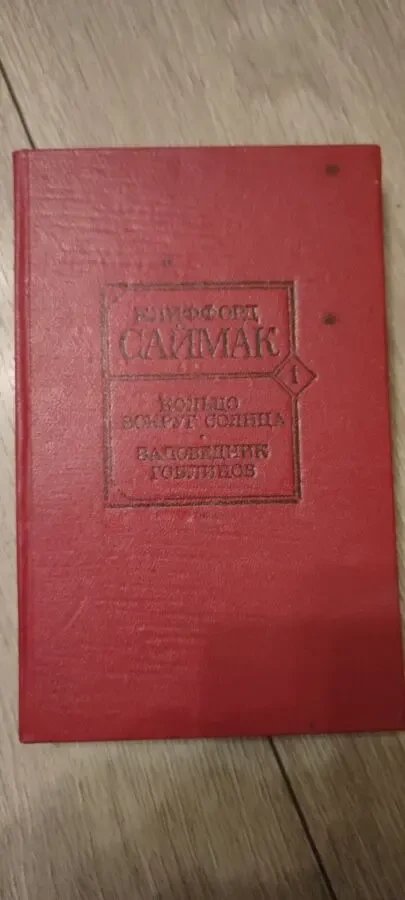 КЛИФФОРД
САЙМАК
1
КОЛЬЦО
ВОКРУГ СОЛНЦА
ЗАПОВЕДНИК
ГОБЛИНОВ